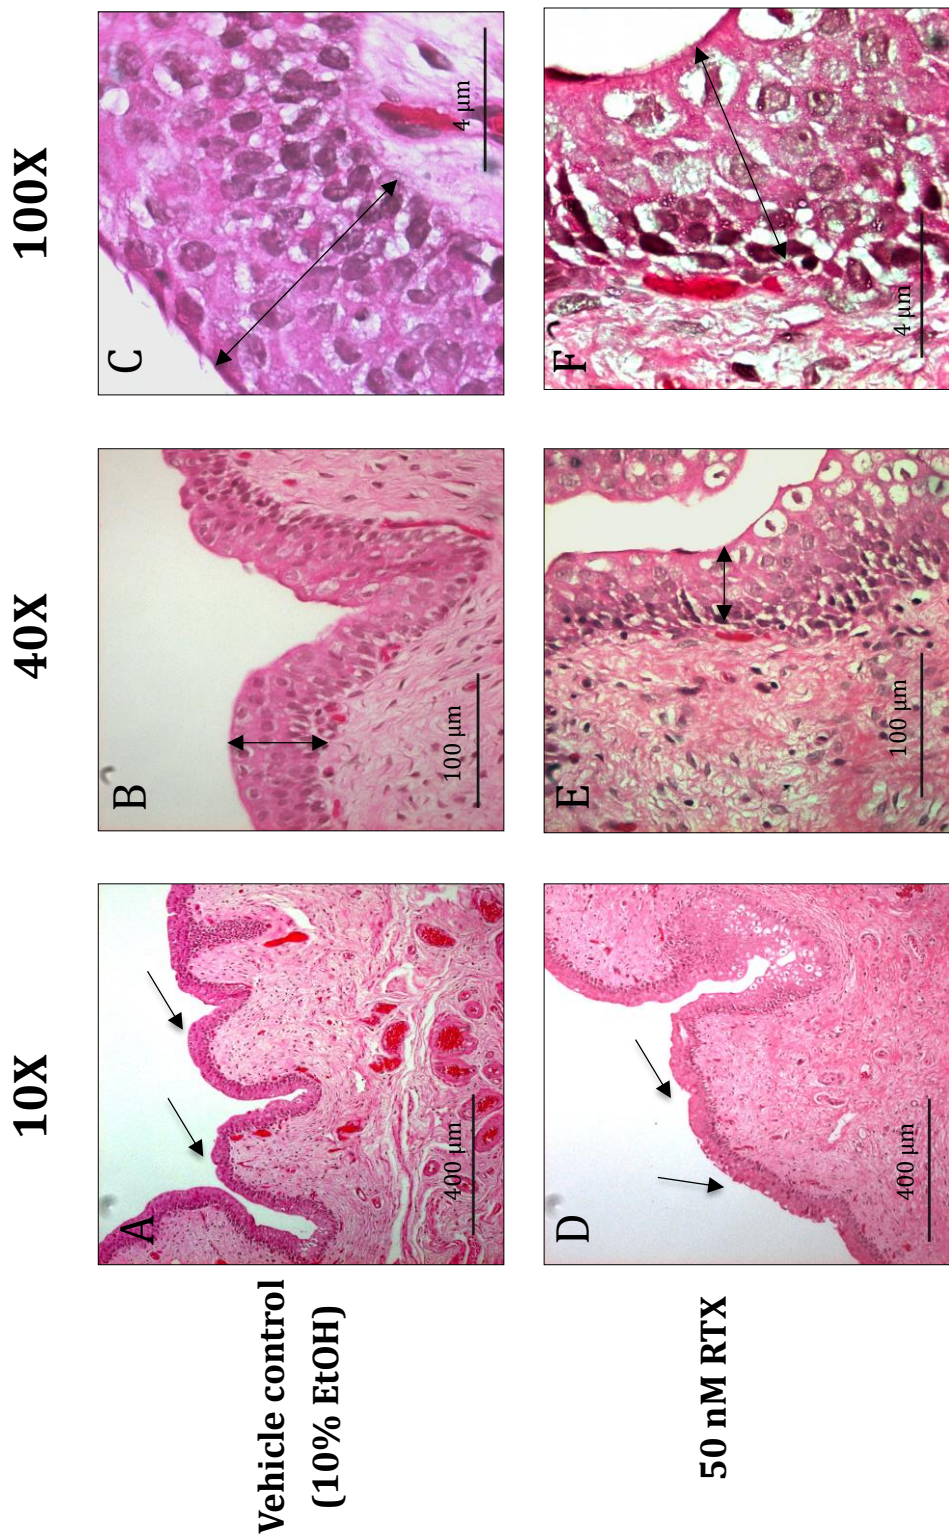 10X
40X
100X
Vehicle control
(10% EtOH)
A
400 µm
B
100 µm
C
4 µm
50 nM RTX
D
400 µm
E
100 µm
F
4 µm